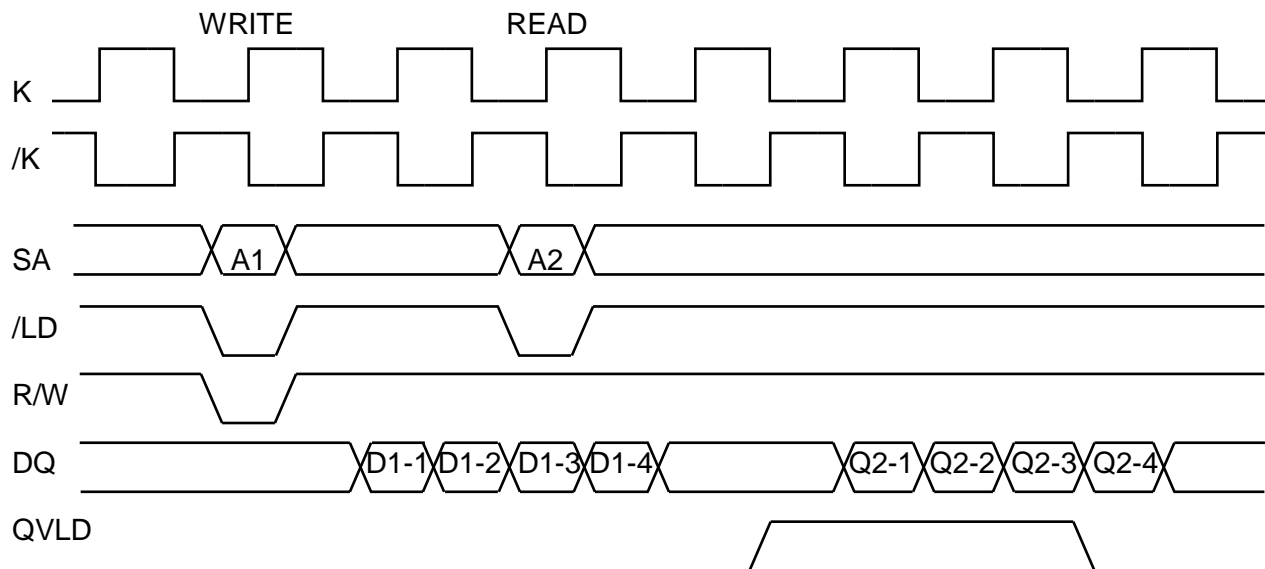 WRITE READ
K
/K
SA A1 A2
/LD
R/W
DQ D1-1 D1-2 D1-3 D1-4 Q2-1 Q2-2 Q2-3 Q2-4
QVLD